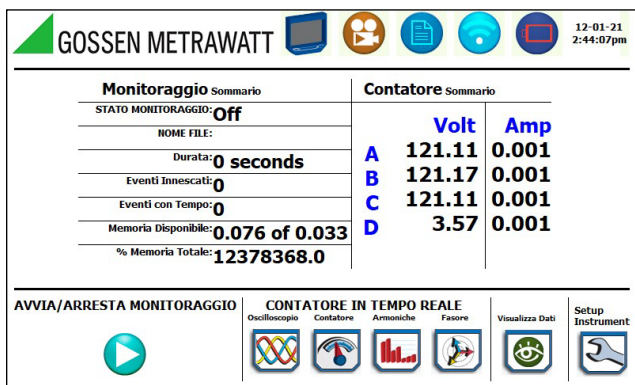 GOSSEN METRAWATT
12-01-21
2:44:07pm
Monitoraggio Sommario
STATO MONITORAGGIO: Off
NOME FILE:
Durata: 0 seconds
Eventi Innescati: 0
Eventi con Tempo: 0
Memoria Disponibile: 0.076 of 0.033
% Memoria Totale: 12378368.0
Contatore Sommario
Volt Amp
A 121.11 0.001
B 121.17 0.001
C 121.11 0.001
D 3.57 0.001
AVVIA/ARRESTA MONITORAGGIO
CONTATORE IN TEMPO REALE
Oscilloscopio Contatore Armoniche Fasore
Visualizza Dati
Setup
Instrument